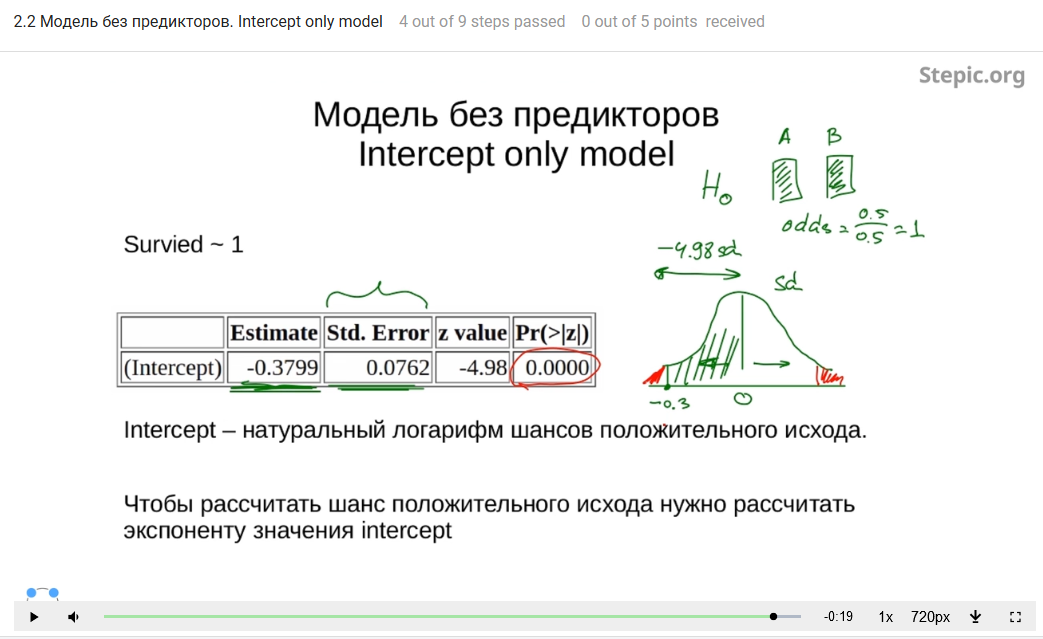 2.2 Модель без предикторов. Intercept only model 4 out of 9 steps passed 0 out of 5 points received
Stepic.org
Модель без предикторов
Intercept only model
A B
H₀
odds = 0.5/0.5 = 1
Survied ~ 1
-4.98 sd
sd
Estimate Std. Error z value Pr(>|z|)
(Intercept) -0.3799 0.0762 -4.98 0.0000
-0.3 0
Intercept – натуральный логарифм шансов положительного исхода.
Чтобы рассчитать шанс положительного исхода нужно рассчитать
экспоненту значения intercept
-0:19 1x 720px